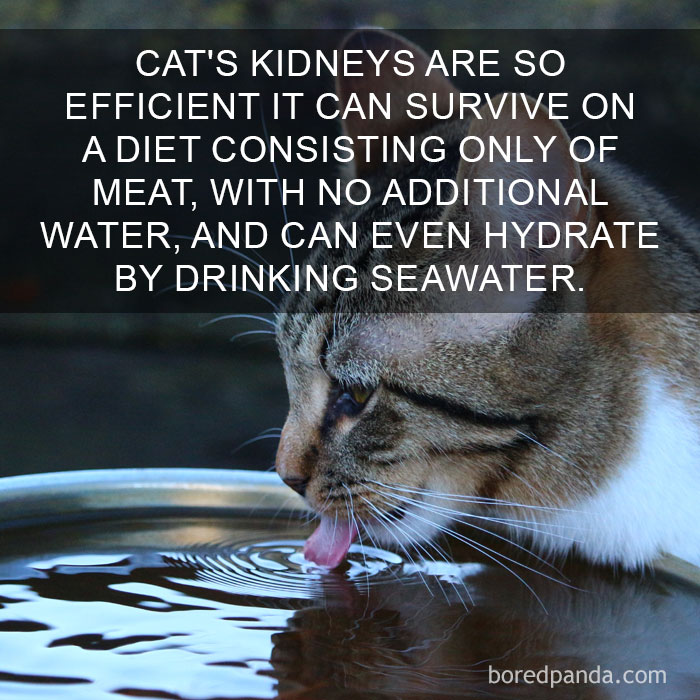 CAT'S KIDNEYS ARE SO
EFFICIENT IT CAN SURVIVE ON
A DIET CONSISTING ONLY OF
MEAT, WITH NO ADDITIONAL
WATER, AND CAN EVEN HYDRATE
BY DRINKING SEAWATER.
boredpanda.com